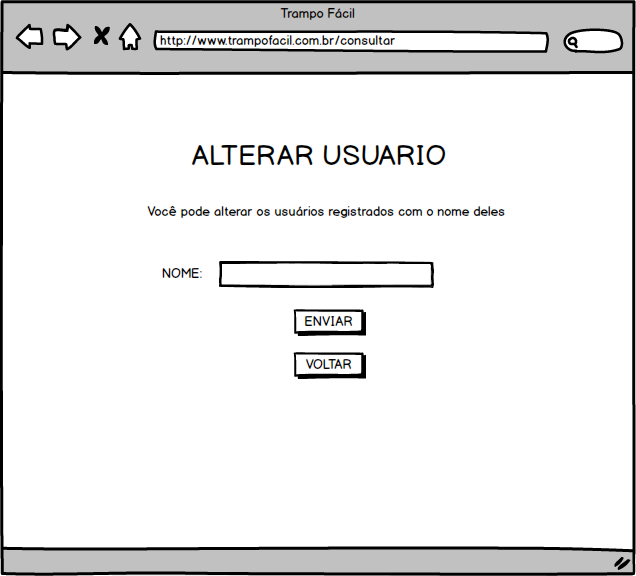 Trampo Fácil
http://www.trampofacil.com.br/consultar
ALTERAR USUARIO
Você pode alterar os usuários registrados com o nome deles
NOME:
ENVIAR
VOLTAR